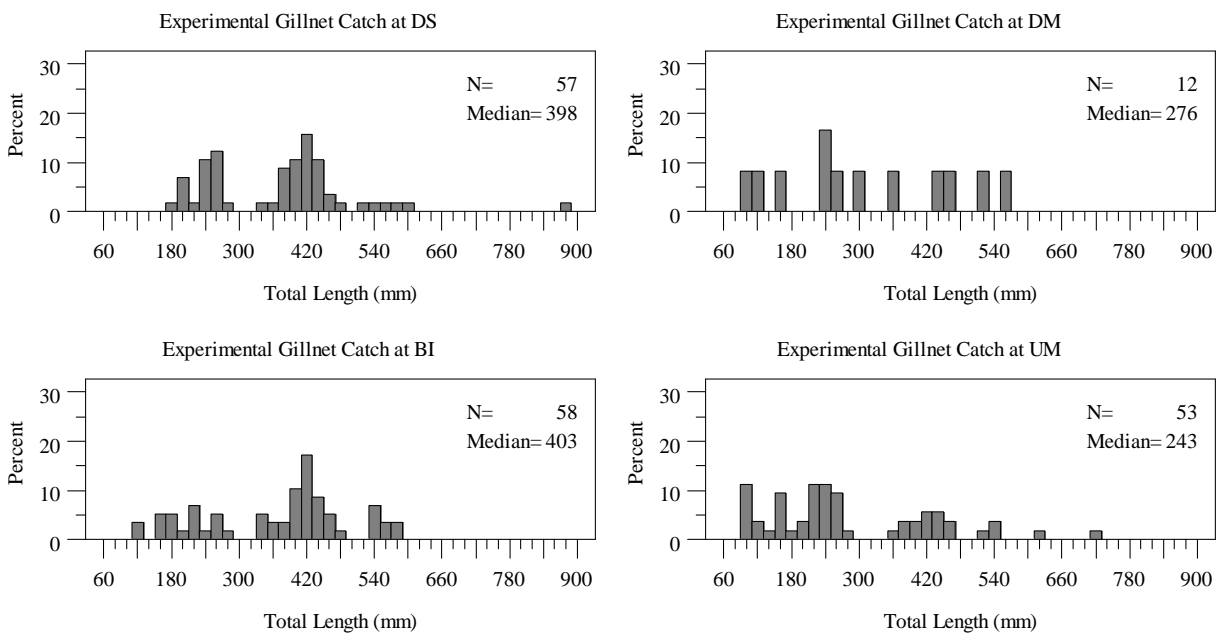 Experimental Gillnet Catch at DS
30
20
10
0
Percent
N= 57
Median= 398
60 180 300 420 540 660 780 900
Total Length (mm)
Experimental Gillnet Catch at DM
30
20
10
0
Percent
N= 12
Median= 276
60 180 300 420 540 660 780 900
Total Length (mm)
Experimental Gillnet Catch at BI
30
20
10
0
Percent
N= 58
Median= 403
60 180 300 420 540 660 780 900
Total Length (mm)
Experimental Gillnet Catch at UM
30
20
10
0
Percent
N= 53
Median= 243
60 180 300 420 540 660 780 900
Total Length (mm)